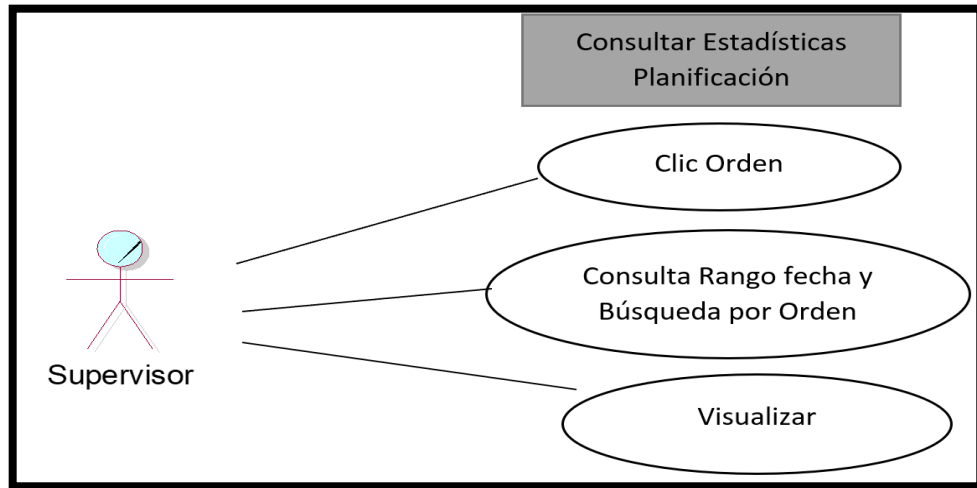 Consultar Estadísticas
Planificación
Clic Orden
Consulta Rango fecha y
Búsqueda por Orden
Visualizar
Supervisor